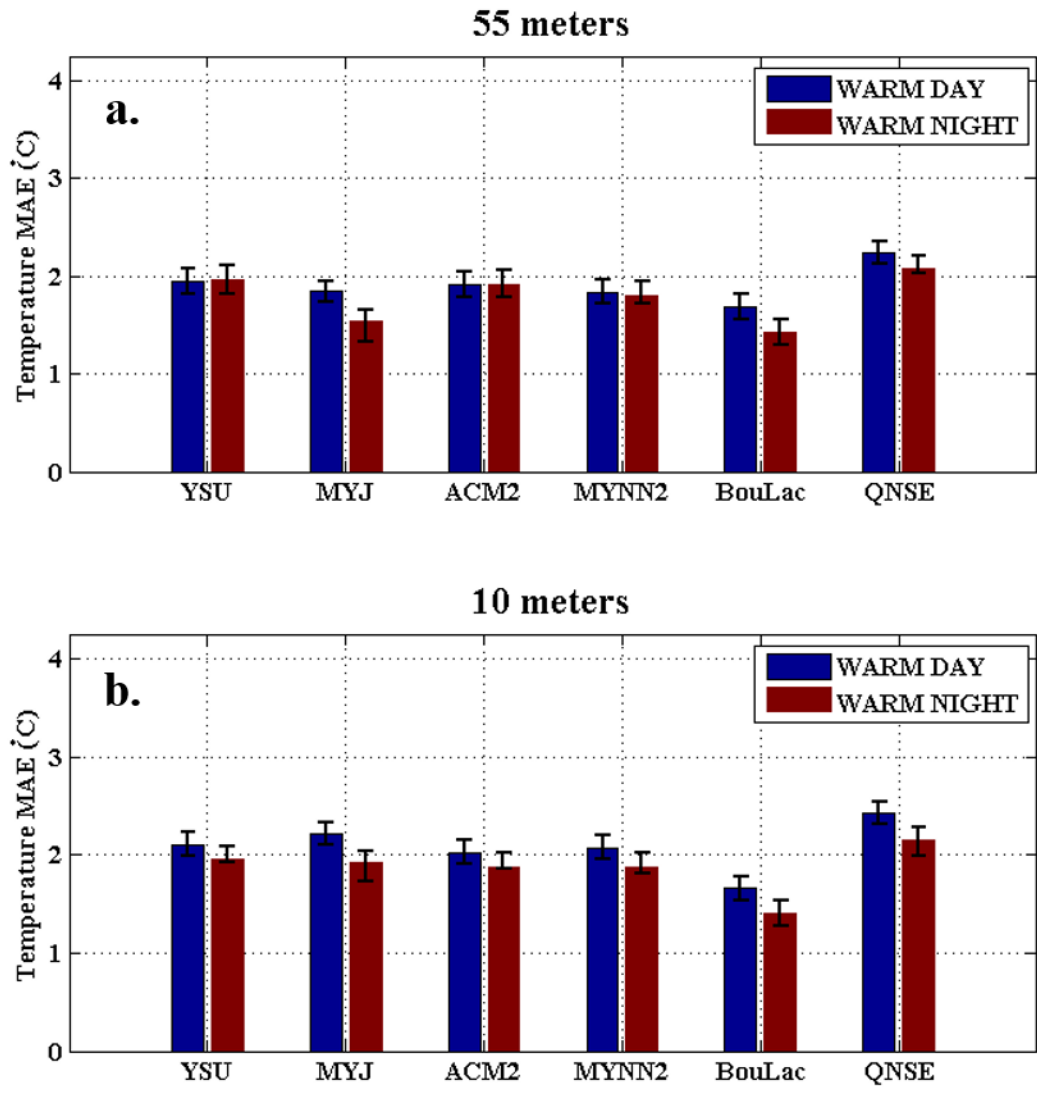 55 meters
a.
WARM DAY
WARM NIGHT
Temperature MAE (°C)
4
3
2
1
0
YSU MYJ ACM2 MYNN2 BouLac QNSE
10 meters
b.
WARM DAY
WARM NIGHT
Temperature MAE (°C)
4
3
2
1
0
YSU MYJ ACM2 MYNN2 BouLac QNSE